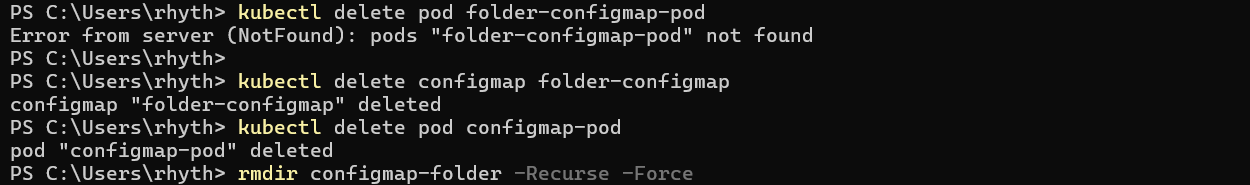 PS C:\Users\rhyth> kubectl delete pod folder-configmap-pod
Error from server (NotFound): pods "folder-configmap-pod" not found
PS C:\Users\rhyth>
PS C:\Users\rhyth> kubectl delete configmap folder-configmap
configmap "folder-configmap" deleted
PS C:\Users\rhyth> kubectl delete pod configmap-pod
pod "configmap-pod" deleted
PS C:\Users\rhyth> rmdir configmap-folder -Recurse -Force